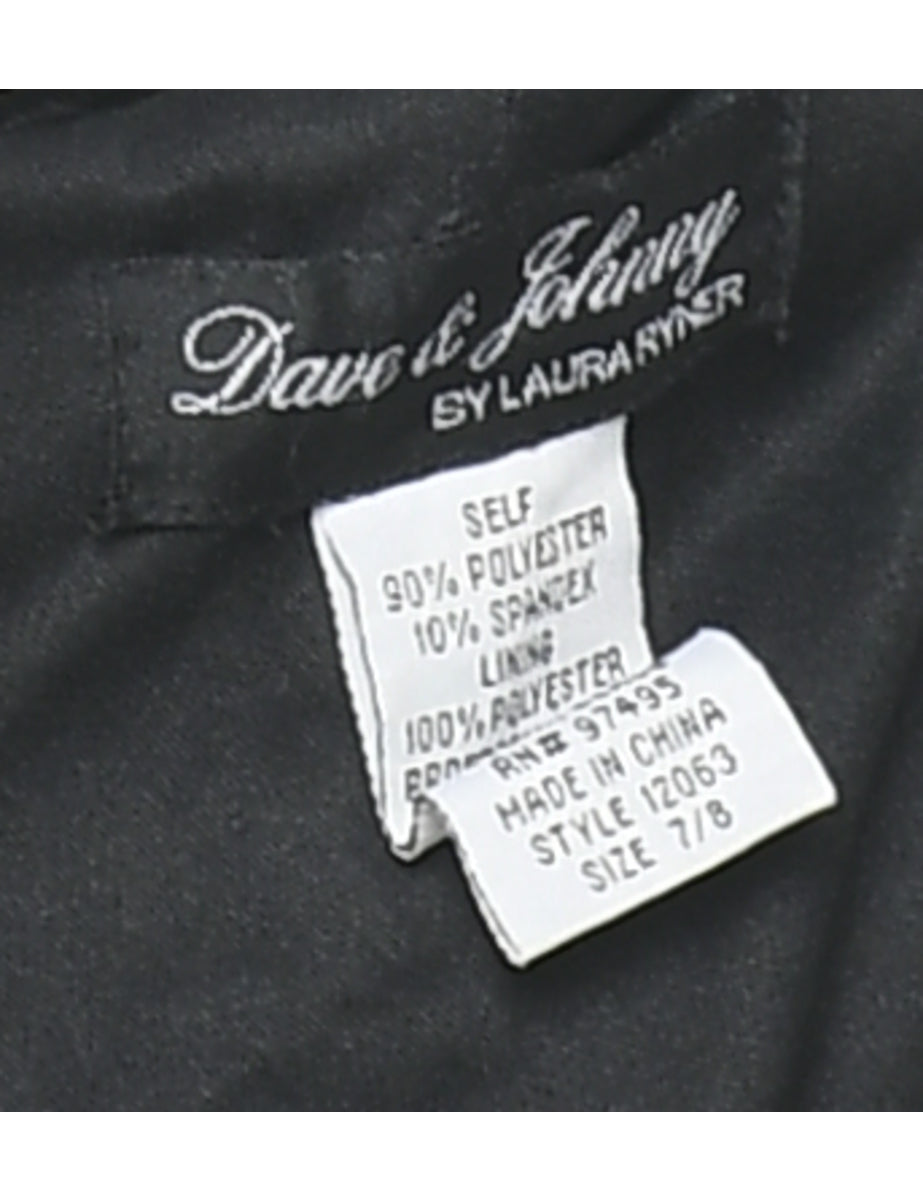 Dave & Johnny
BY LAURA RYNER
SELF
90% POLYESTER
10% SPANDEX
LINING
100% POLYESTER
RN# 97495
MADE IN CHINA
STYLE 12063
SIZE 7/8